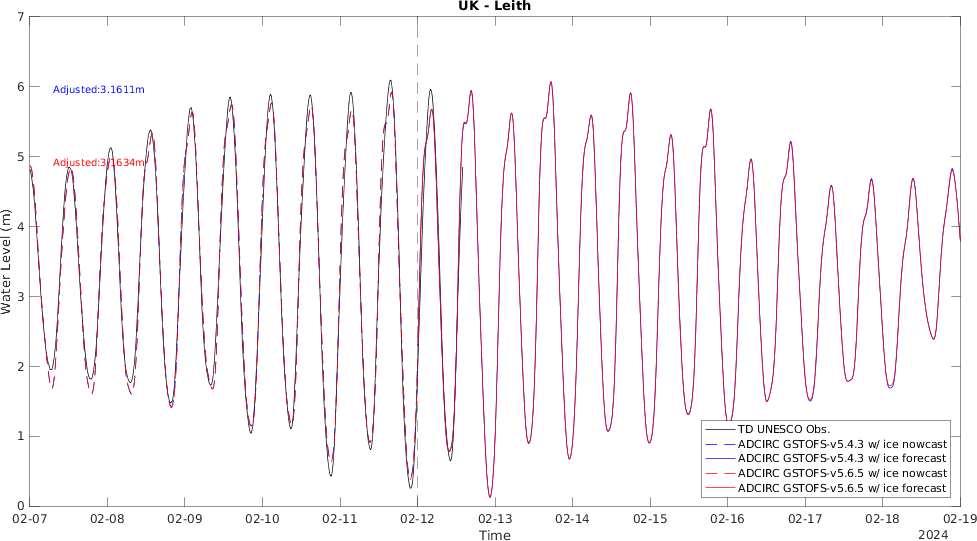 UK - Leith
7
6
5
4
3
2
1
0
Water Level (m)
Adjusted:3.1611m
Adjusted:3.1634m
TD UNESCO Obs.
ADCIRC GSTOFS-v5.4.3 w/ ice nowcast
ADCIRC GSTOFS-v5.4.3 w/ ice forecast
ADCIRC GSTOFS-v5.6.5 w/ ice nowcast
ADCIRC GSTOFS-v5.6.5 w/ ice forecast
02-07 02-08 02-09 02-10 02-11 02-12 02-13 02-14 02-15 02-16 02-17 02-18 02-19
Time
2024